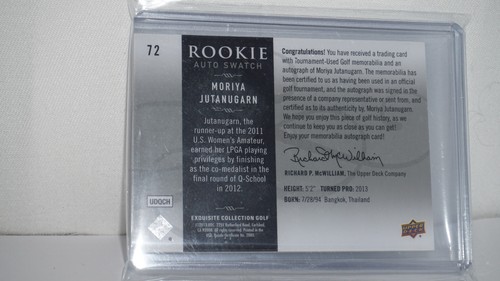 72
ROOKIE
AUTO SWATCH
MORIYA
JUTANUGARN
Jutanugarn, the
runner-up at the 2011
U.S. Women's Amateur,
earned her LPGA playing
privileges by finishing
as the co-medalist in the
final round of Q-School
in 2012.
UDQCH
EXQUISITE COLLECTION GOLF
Congratulations! You have received a trading card
with Tournament-Used Golf memorabilia and an
autograph of Moriya Jutanugarn. The memorabilia has
been certified to us as having been used in an official
golf tournament, and the autograph was signed in the
presence of a company representative or sent from, and
certified as to its authenticity by Moriya Jutanugarn.
We hope you enjoy this piece of golf history, as we
continue to keep you as close as you can get!
Enjoy your memorabilia autograph card!
Richard P. McWilliam
RICHARD P. McWILLIAM, The Upper Deck Company
HEIGHT: 5'2" TURNED PRO: 2013
BORN: 7/28/94 Bangkok, Thailand
UPPER DECK